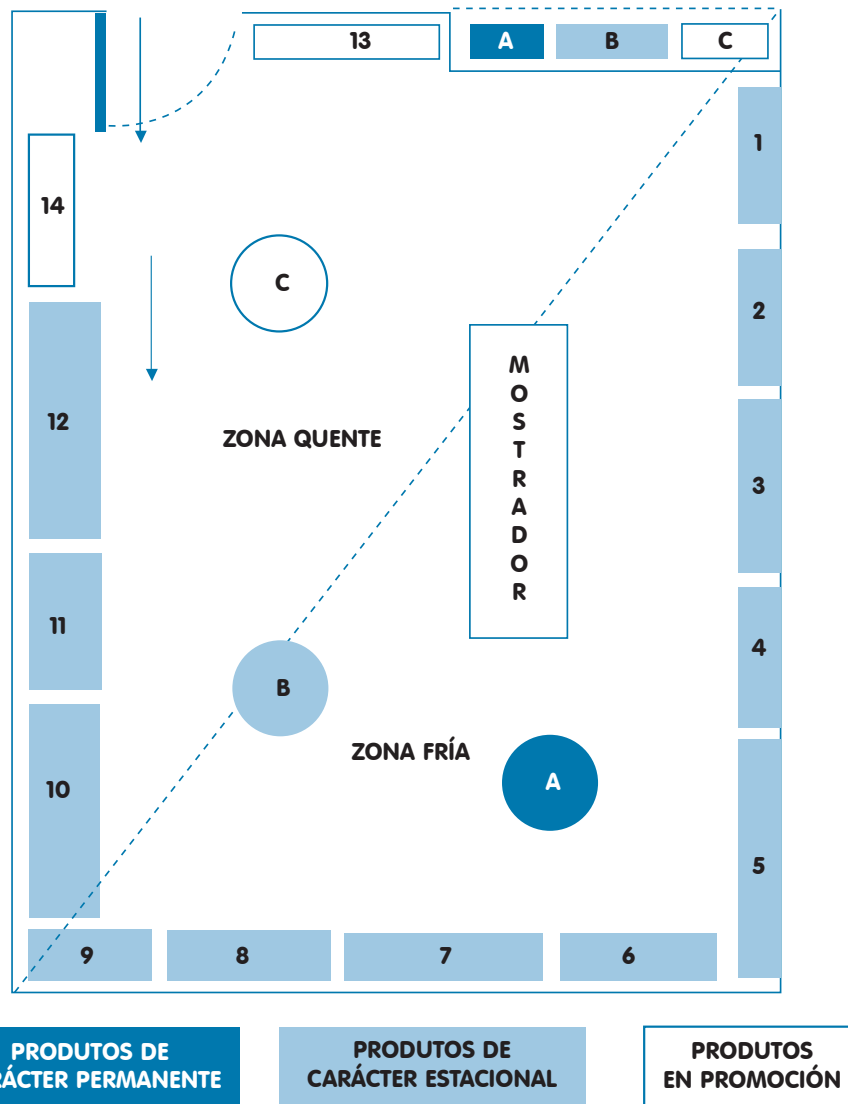 13
A
B
C
1
14
2
C
M
O
S
T
R
A
D
O
R
12
ZONA QUENTE
3
11
4
B
ZONA FRÍA
A
10
5
9
8
7
6
PRODUTOS DE
PERMANENTE
PRODUTOS DE
CARÁCTER ESTACIONAL
PRODUTOS
EN PROMOCIÓN